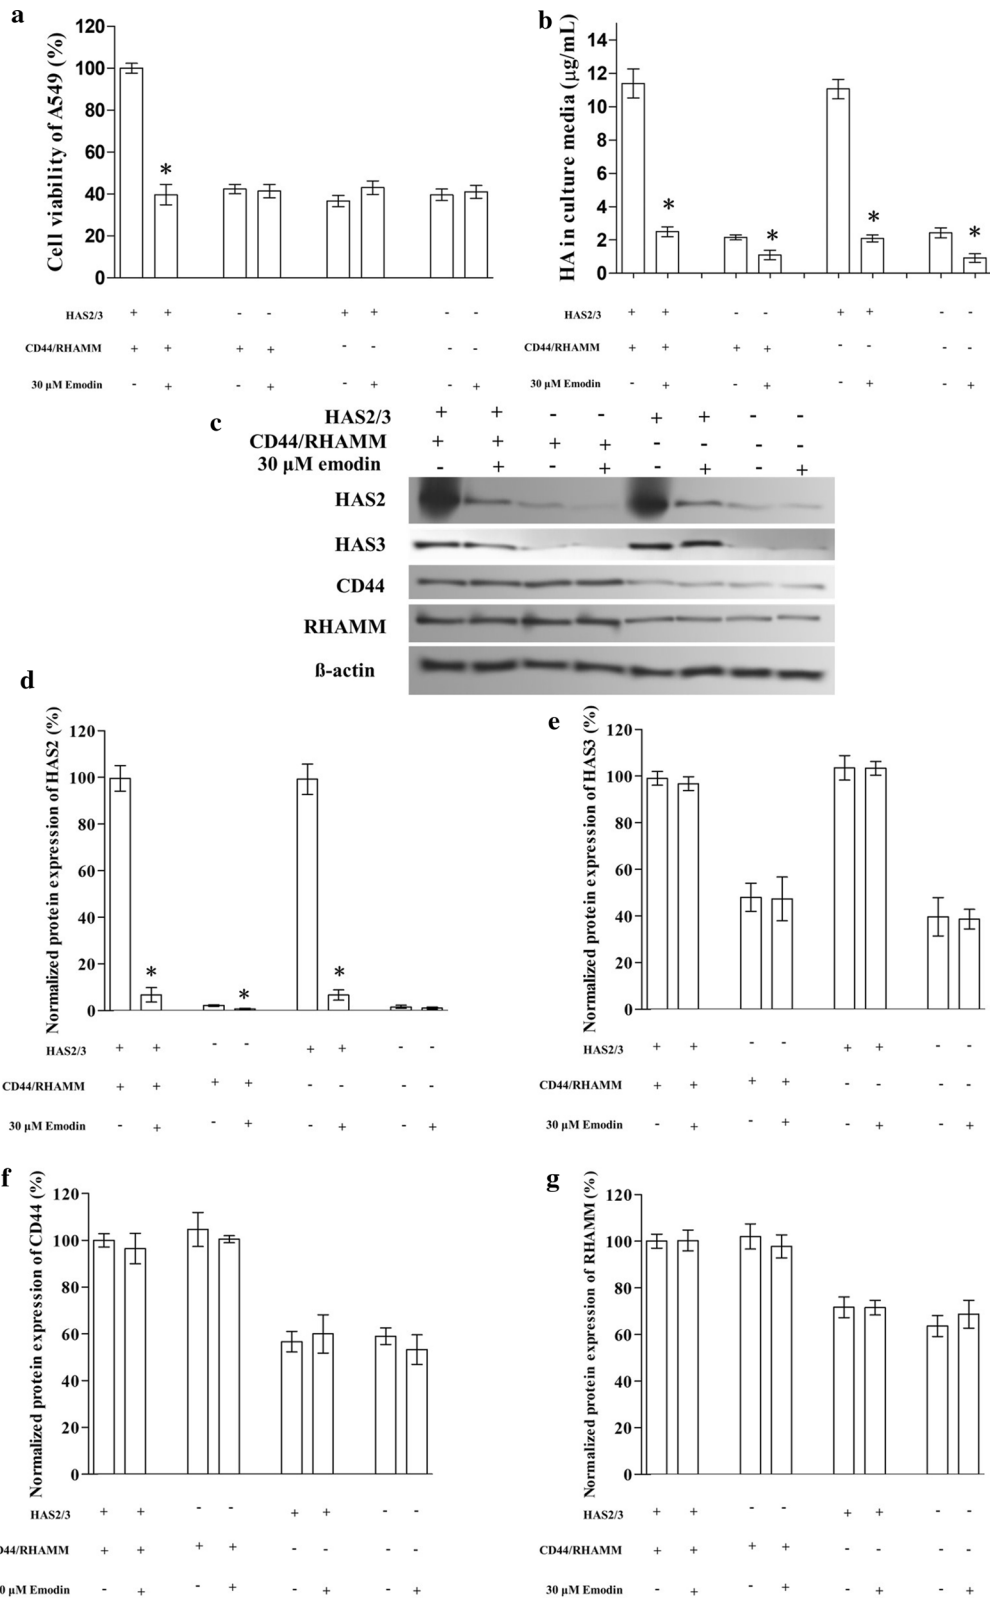 a
Cell viability of A549 (%)
120
100
80
60
40
20
0
*
HAS2/3 + + - - + + - -
CD44/RHAMM + + + + - - - -
30 µM Emodin - + - + - + - +
b
HA in culture media (µg/mL)
14
12
10
8
6
4
2
0
* * * *
HAS2/3 + + - - + + - -
CD44/RHAMM + + + + - - - -
30 µM Emodin - + - + - + - +
c
HAS2/3 + + - - + + - -
CD44/RHAMM + + + + - - - -
30 µM emodin - + - + - + - +
HAS2
HAS3
CD44
RHAMM
ß-actin
d
Normalized protein expression of HAS2 (%)
120
100
80
60
40
20
0
* * *
HAS2/3 + + - - + + - -
CD44/RHAMM + + + + - - - -
30 µM Emodin - + - + - + - +
e
Normalized protein expression of HAS3 (%)
120
100
80
60
40
20
0
HAS2/3 + + - - + + - -
CD44/RHAMM + + + + - - - -
30 µM Emodin - + - + - + - +
f
Normalized protein expression of CD44 (%)
120
100
80
60
40
20
0
HAS2/3 + + - - + + - -
D44/RHAMM + + + + - - - -
0 µM Emodin - + - + - + - +
g
Normalized protein expression of RHAMM (%)
120
100
80
60
40
20
0
HAS2/3 + + - - + + - -
CD44/RHAMM + + + + - - - -
30 µM Emodin - + - + - + - +